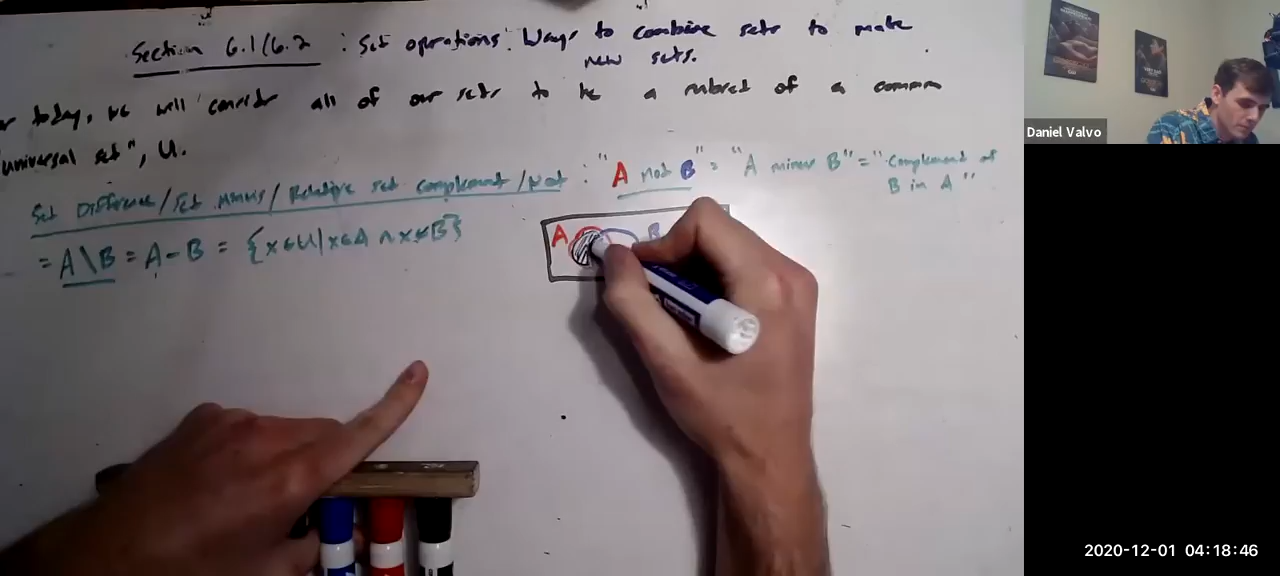 Section 6.1/6.2 : Set operations: Ways to combine sets to make
new sets.
today, we will consider all of our sets to be a subset of a common
"universal set", U.
Set Difference/Set Minus/Relative set Complement/Not : "A not B" = "A minus B" = "Complement of
B in A"
= A \ B = A - B = {x ∈ U | x ∈ A ∧ x ∉ B}
A B
Daniel Valvo
2020-12-01 04:18:46